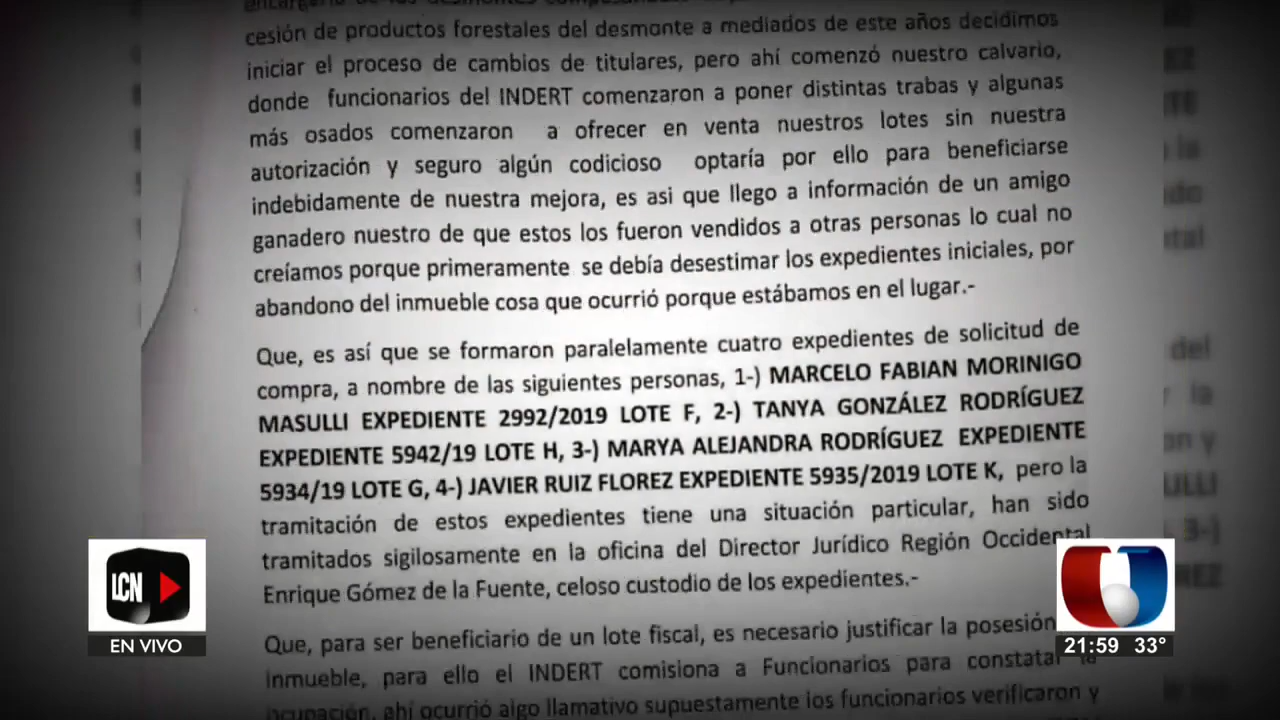 cesión de productos forestales del desmonte a mediados de este años decidimos
iniciar el proceso de cambios de titulares, pero ahí comenzó nuestro calvario,
donde funcionarios del INDERT comenzaron a poner distintas trabas y algunas
más osados comenzaron a ofrecer en venta nuestros lotes sin nuestra
autorización y seguro algún codicioso optaría por ello para beneficiarse
indebidamente de nuestra mejora, es asi que llego a información de un amigo
ganadero nuestro de que estos los fueron vendidos a otras personas lo cual no
creíamos porque primeramente se debía desestimar los expedientes iniciales, por
abandono del inmueble cosa que ocurrió porque estábamos en el lugar.-
Que, es así que se formaron paralelamente cuatro expedientes de solicitud de
compra, a nombre de las siguientes personas, 1-) MARCELO FABIAN MORINIGO
MASULLI EXPEDIENTE 2992/2019 LOTE F, 2-) TANYA GONZÁLEZ RODRÍGUEZ
EXPEDIENTE 5942/19 LOTE H, 3-) MARYA ALEJANDRA RODRÍGUEZ EXPEDIENTE
5934/19 LOTE G, 4-) JAVIER RUIZ FLOREZ EXPEDIENTE 5935/2019 LOTE K, pero la
tramitación de estos expedientes tiene una situación particular, han sido
tramitados sigilosamente en la oficina del Director Jurídico Región Occidental
Enrique Gómez de la Fuente, celoso custodio de los expedientes.-
Que, para ser beneficiario de un lote fiscal, es necesario justificar la posesión
inmueble, para ello el INDERT comisiona a Funcionarios para constatar la
ocupación, ahí ocurrió algo llamativo supuestamente los funcionarios verificaron y
LCN
EN VIVO
21:59 33°